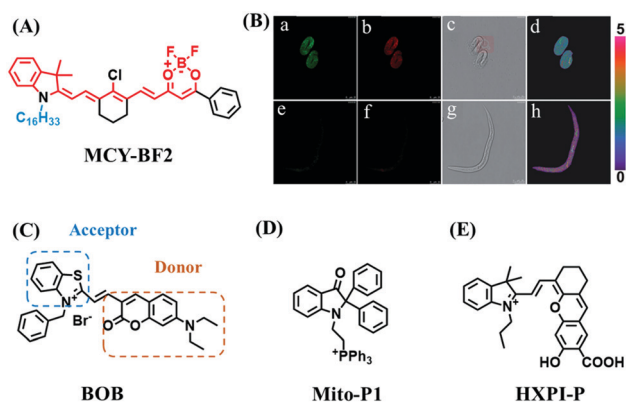 (A)
F
F
B
-
+
O
O
Cl
N
C16H33
MCY-BF2
(B)
a
b
c
d
e
f
g
h
5
0
(C)
Acceptor
Donor
S
N
+
Br-
O
O
N
BOB
(D)
O
N
+PPh3
Mito-P1
(E)
N
+
O
HO
COOH
HXPI-P